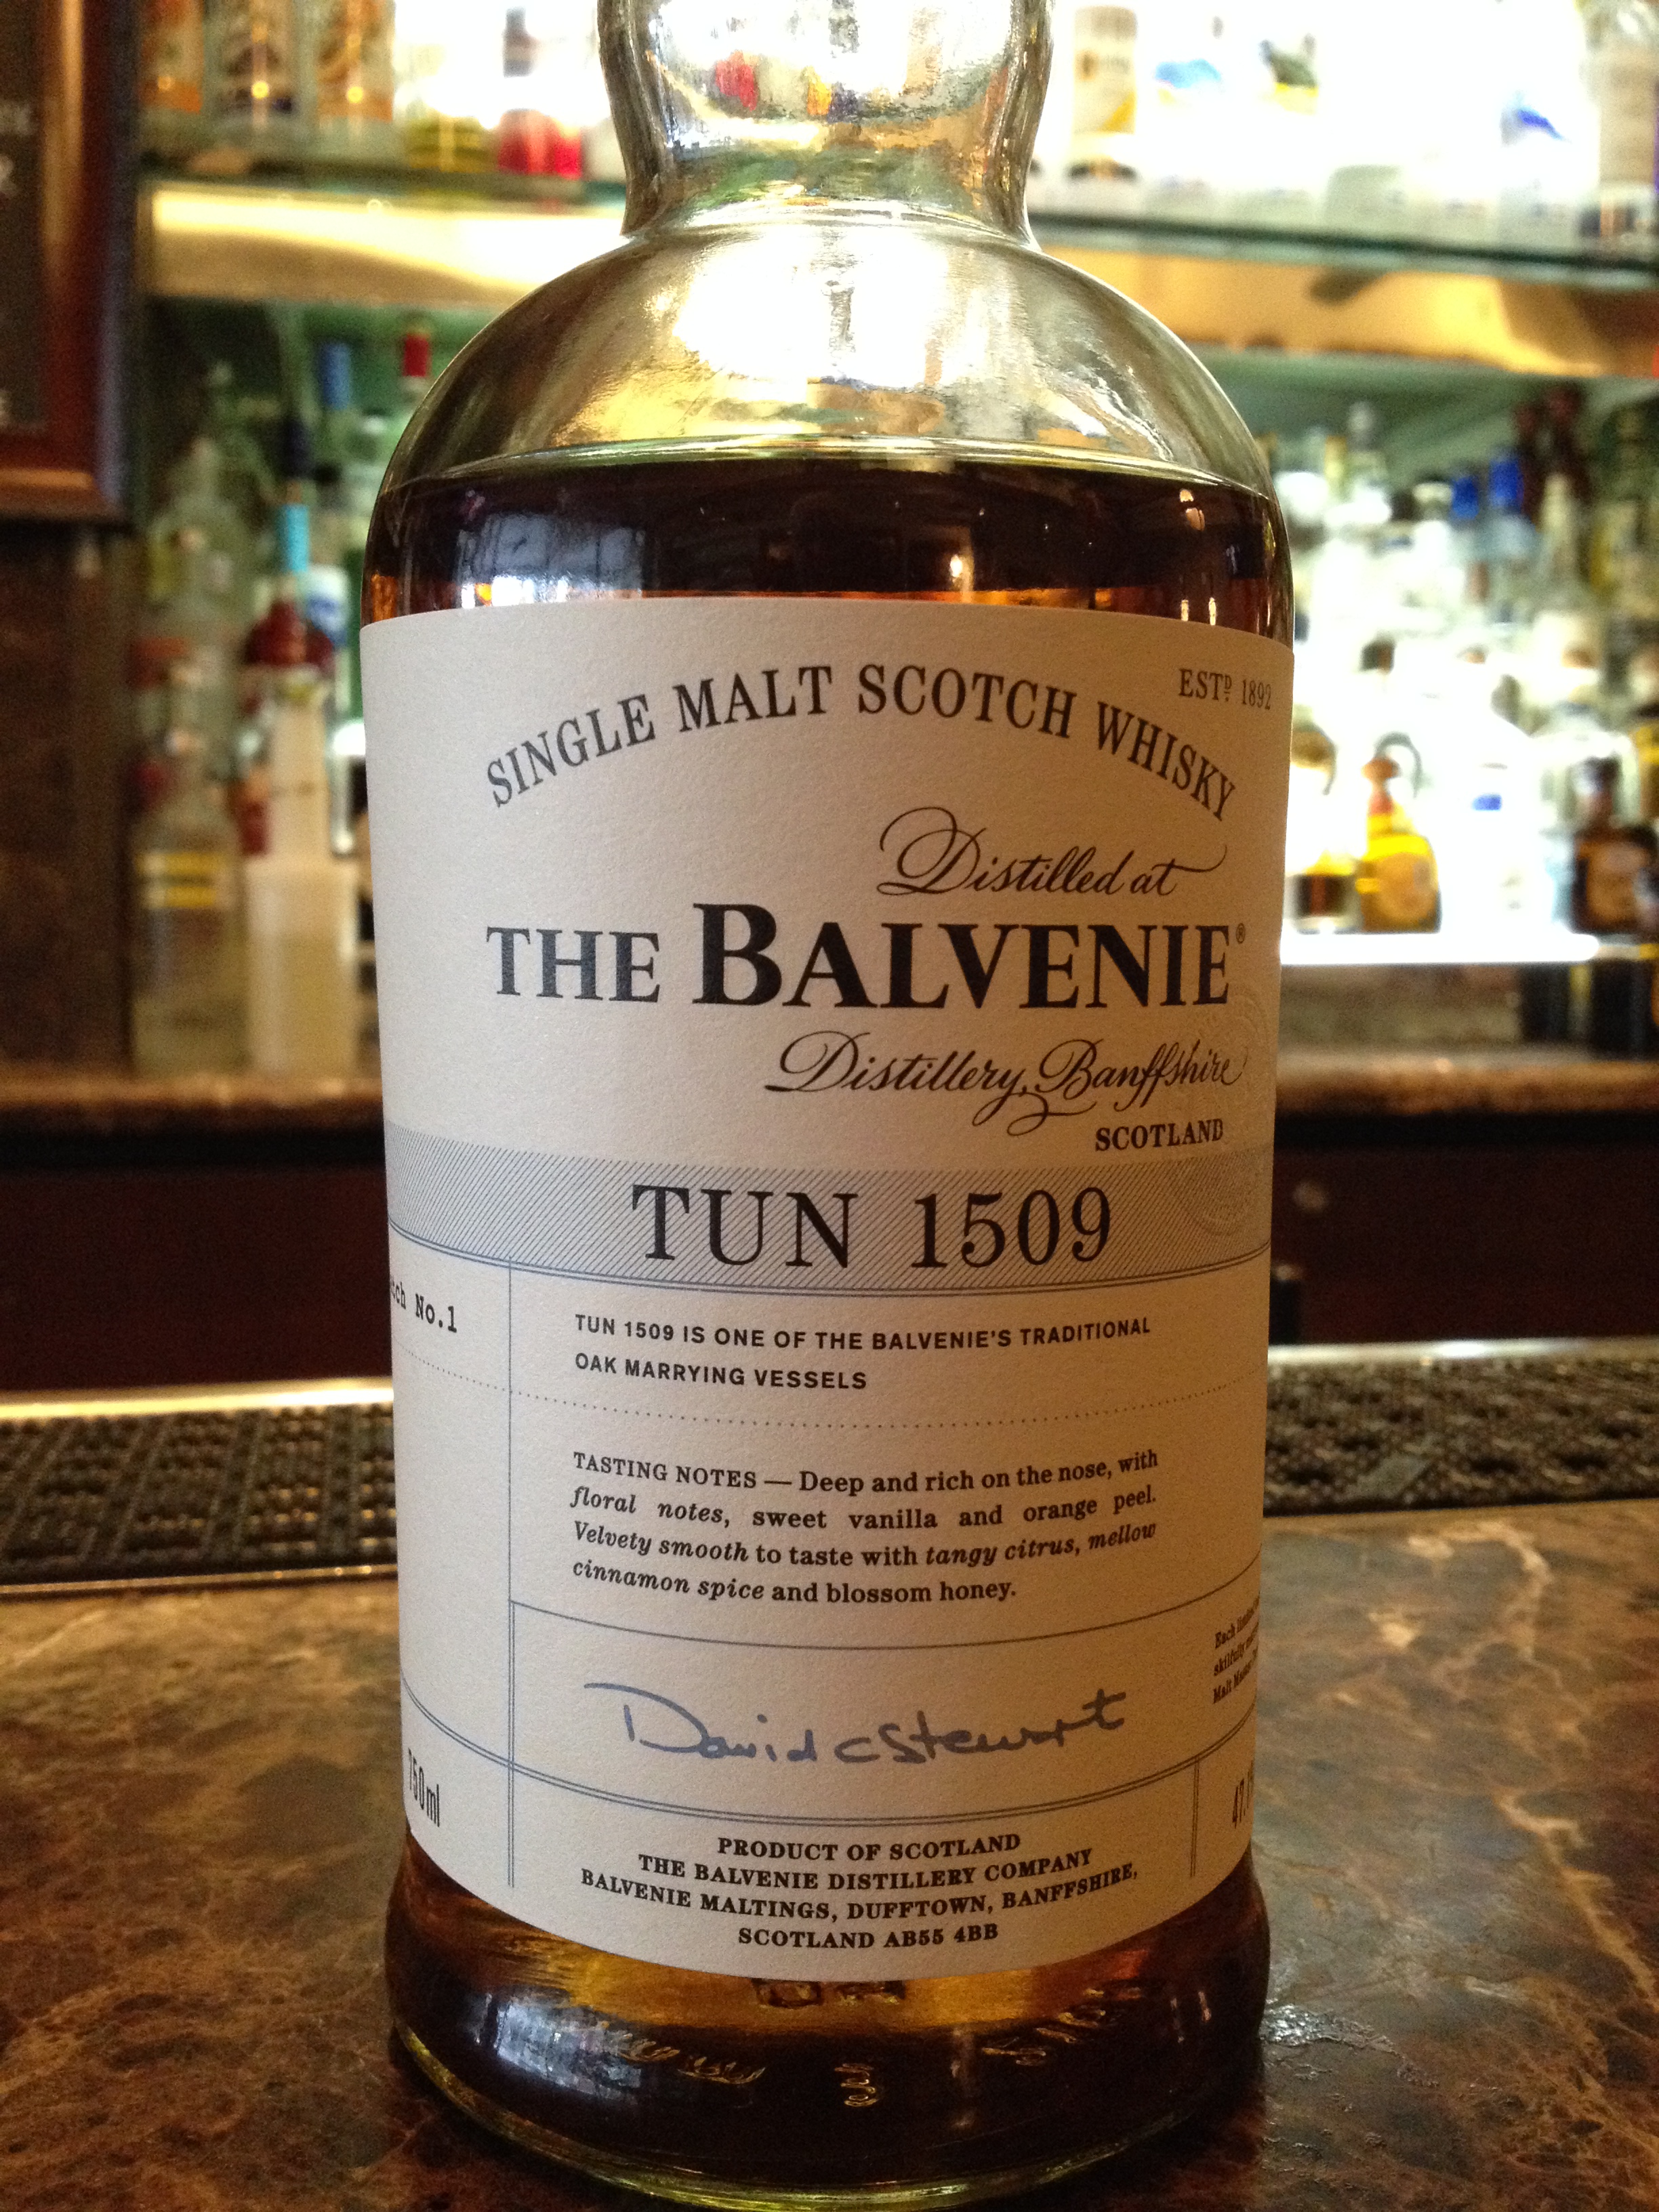 SINGLE MALT SCOTCH WHISKY
ESTD 1892
Distilled at
THE BALVENIE®
Distillery, Banffshire
SCOTLAND
TUN 1509
No.1
TUN 1509 IS ONE OF THE BALVENIE'S TRADITIONAL
OAK MARRYING VESSELS
TASTING NOTES — Deep and rich on the nose, with
floral notes, sweet vanilla and orange peel.
Velvety smooth to taste with tangy citrus, mellow
cinnamon spice and blossom honey.
Each
Malt
David C Stewart
750ml
PRODUCT OF SCOTLAND
THE BALVENIE DISTILLERY COMPANY
BALVENIE MALTINGS, DUFFTOWN, BANFFSHIRE,
SCOTLAND AB55 4BB